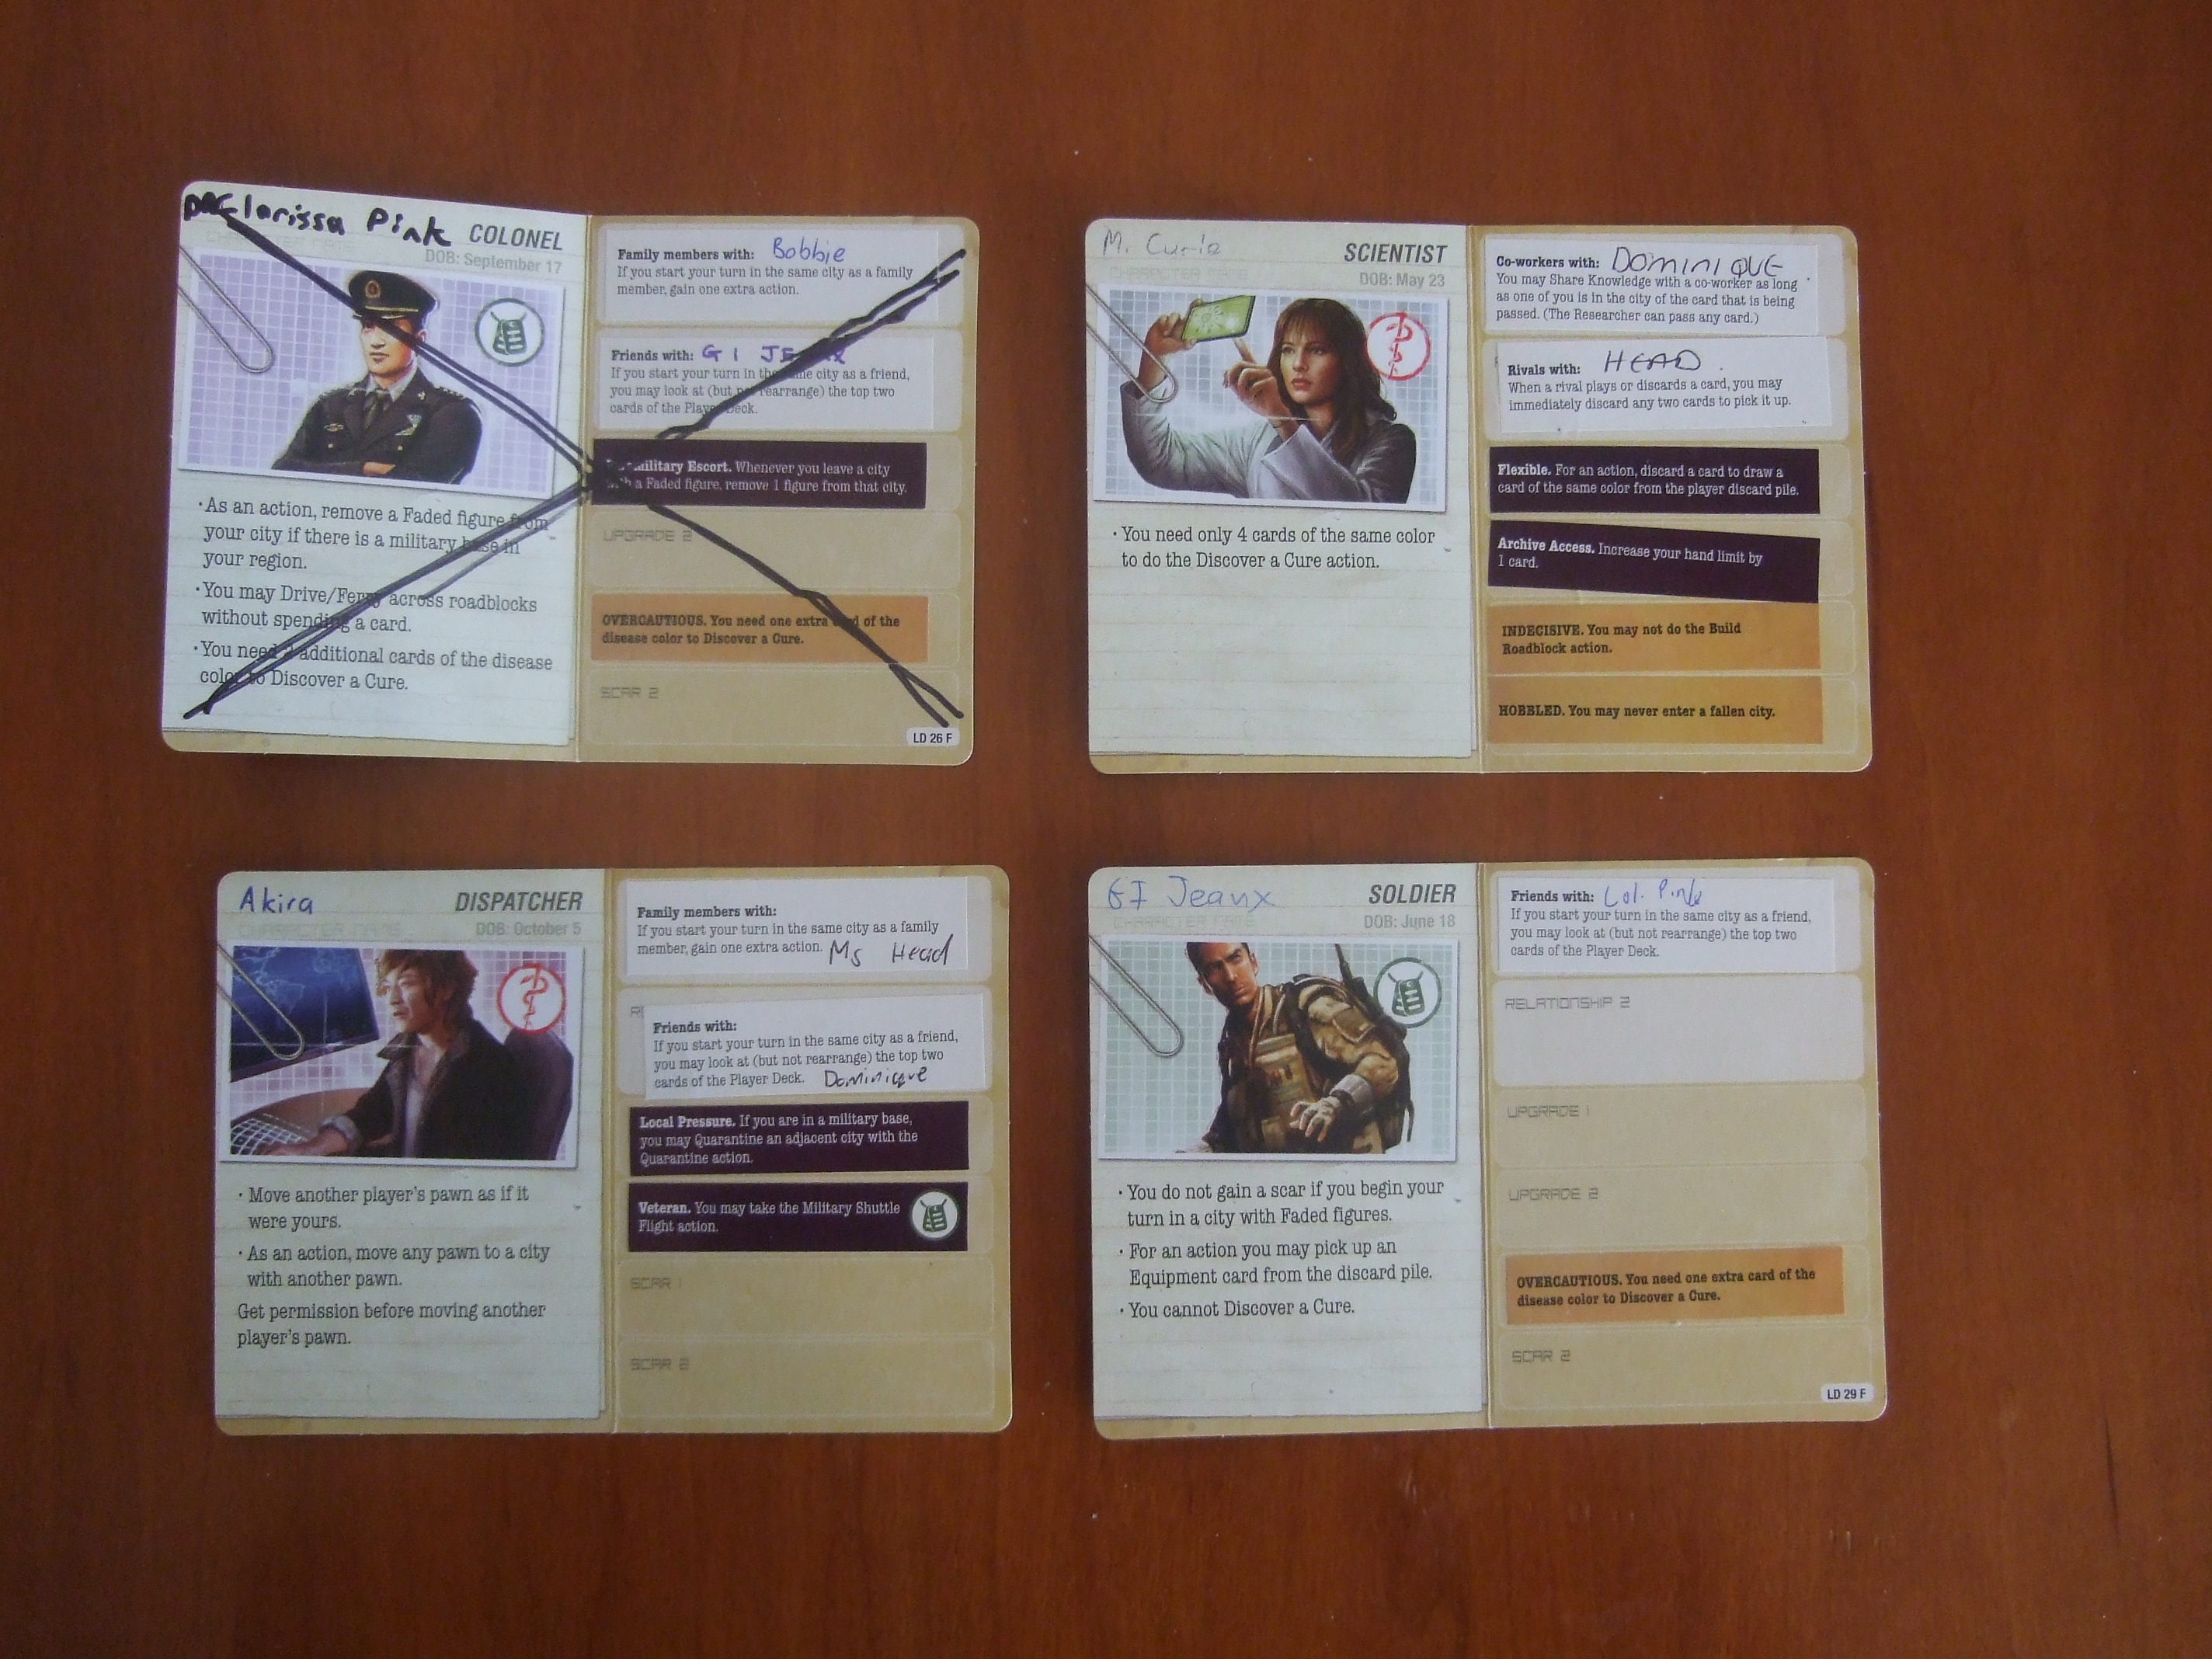 Clarissa Pink COLONEL
CHARACTER NAME
DOB: September 17
• As an action, remove a Faded figure from
your city if there is a military base in
your region.
• You may Drive/Ferry across roadblocks
without spending a card.
• You need 2 additional cards of the disease
color to Discover a Cure.
Family members with: Bobbie
If you start your turn in the same city as a family
member, gain one extra action.
Friends with: GI JEANX
If you start your turn in the same city as a friend,
you may look at (but not rearrange) the top two
cards of the Player Deck.
Military Escort. Whenever you leave a city
with a Faded figure, remove 1 figure from that city.
UPGRADE 2
OVERCAUTIOUS. You need one extra card of the
disease color to Discover a Cure.
SCAR 2
LD 26 F
M. Curie SCIENTIST
CHARACTER NAME
DOB: May 23
• You need only 4 cards of the same color
to do the Discover a Cure action.
Co-workers with: DOMINIQUE
You may Share Knowledge with a co-worker as long
as one of you is in the city of the card that is being
passed. (The Researcher can pass any card.)
Rivals with: HEAD
When a rival plays or discards a card, you may
immediately discard any two cards to pick it up.
Flexible. For an action, discard a card to draw a
card of the same color from the player discard pile.
Archive Access. Increase your hand limit by
1 card.
INDECISIVE. You may not do the Build
Roadblock action.
HOBBLED. You may never enter a fallen city.
Akira DISPATCHER
CHARACTER NAME
DOB: October 5
• Move another player's pawn as if it
were yours.
• As an action, move any pawn to a city
with another pawn.
Get permission before moving another
player's pawn.
Family members with:
If you start your turn in the same city as a family
member, gain one extra action. Ms Head
Friends with:
If you start your turn in the same city as a friend,
you may look at (but not rearrange) the top two
cards of the Player Deck. Dominique
Local Pressure. If you are in a military base,
you may Quarantine an adjacent city with the
Quarantine action.
Veteran. You may take the Military Shuttle
Flight action.
SCAR 1
SCAR 2
GI Jeanx SOLDIER
CHARACTER NAME
DOB: June 18
• You do not gain a scar if you begin your
turn in a city with Faded figures.
• For an action you may pick up an
Equipment card from the discard pile.
• You cannot Discover a Cure.
Friends with: Col. Pink
If you start your turn in the same city as a friend,
you may look at (but not rearrange) the top two
cards of the Player Deck.
RELATIONSHIP 2
UPGRADE 1
UPGRADE 2
OVERCAUTIOUS. You need one extra card of the
disease color to Discover a Cure.
SCAR 2
LD 29 F